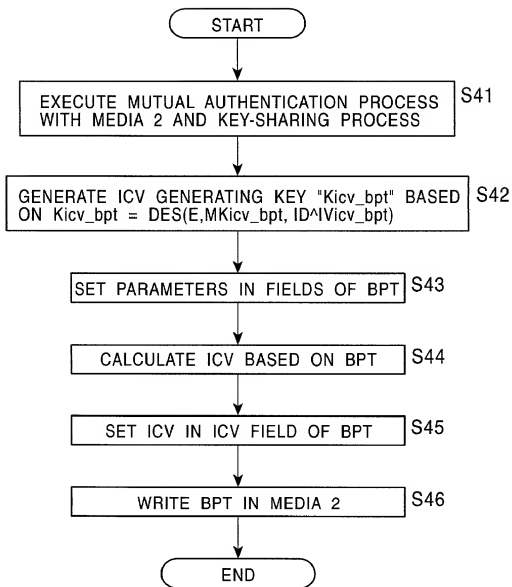 START
EXECUTE MUTUAL AUTHENTICATION PROCESS
WITH MEDIA 2 AND KEY-SHARING PROCESS
S41
GENERATE ICV GENERATING KEY "Kicv_bpt" BASED
ON Kicv_bpt = DES(E,MKicv_bpt, ID^IVicv_bpt)
S42
SET PARAMETERS IN FIELDS OF BPT
S43
CALCULATE ICV BASED ON BPT
S44
SET ICV IN ICV FIELD OF BPT
S45
WRITE BPT IN MEDIA 2
S46
END